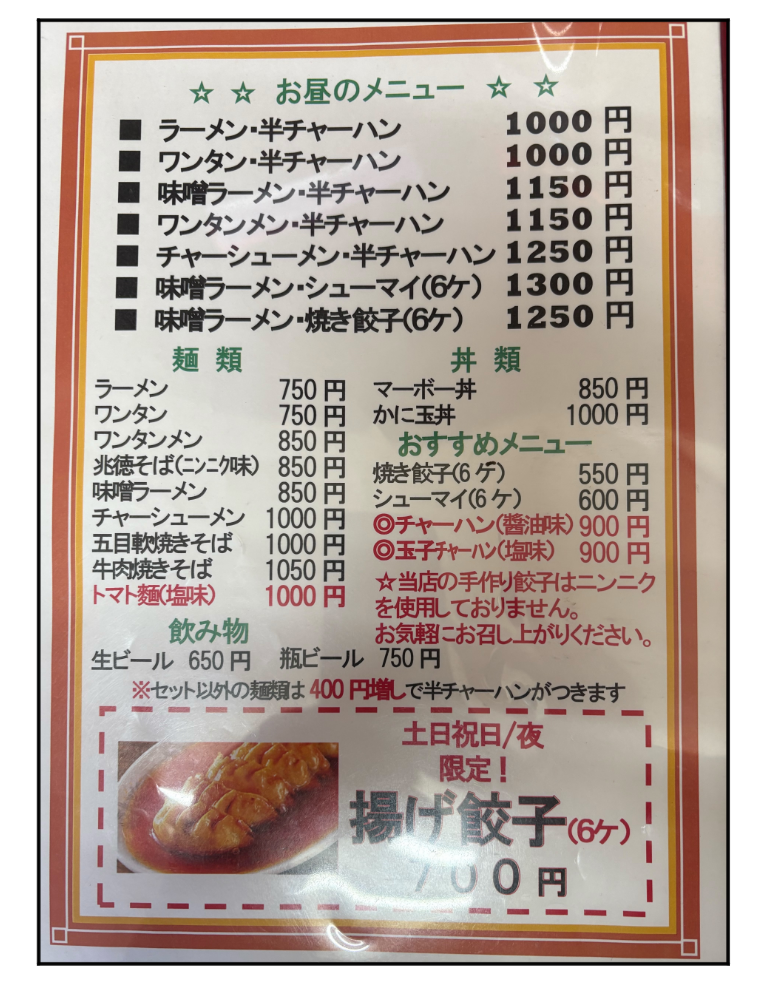 ☆ ☆ お昼のメニュー ☆ ☆
■ ラーメン・半チャーハン 1000 円
■ ワンタン・半チャーハン 1000 円
■ 味噌ラーメン・半チャーハン 1150 円
■ ワンタンメン・半チャーハン 1150 円
■ チャーシューメン・半チャーハン 1250 円
■ 味噌ラーメン・シューマイ(6ケ) 1300 円
■ 味噌ラーメン・焼き餃子(6ケ) 1250 円
麺 類
ラーメン 750 円
ワンタン 750 円
ワンタンメン 850 円
兆徳そば(ニンニク味) 850 円
味噌ラーメン 850 円
チャーシューメン 1000 円
五目軟焼きそば 1000 円
牛肉焼きそば 1050 円
トマト麺(塩味) 1000 円
丼 類
マーボー丼 850 円
かに玉丼 1000 円
おすすめメニュー
焼き餃子(6 ケ) 550 円
シューマイ(6 ケ) 600 円
◎チャーハン(醤油味) 900 円
◎玉子チャーハン(塩味) 900 円
☆当店の手作り餃子はニンニク
を使用しておりません。
お気軽にお召し上がりください。
飲み物
生ビール 650 円 瓶ビール 750 円
※セット以外の麺類は 400 円増しで半チャーハンがつきます
土日祝日/夜
限定！
揚げ餃子(6ケ)
700 円